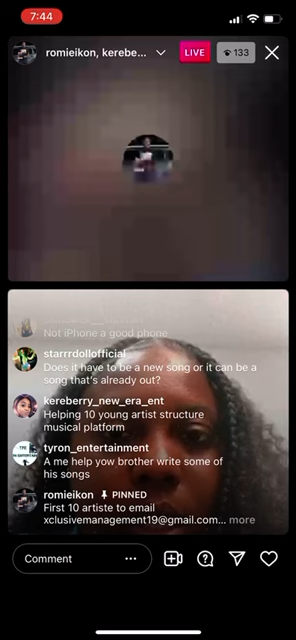 7:44
romieikon, kerebe...
LIVE
133
Not iPhone a good phone
starrrdollofficial
Does it have to be a new song or it can be a
song that's already out?
kereberry_new_era_ent
Helping 10 young artist structure
musical platform
tyron_entertainment
A me help yow brother write some of
his songs
romieikon PINNED
First 10 artiste to email
xclusivemanagement19@gmail.com... more
Comment